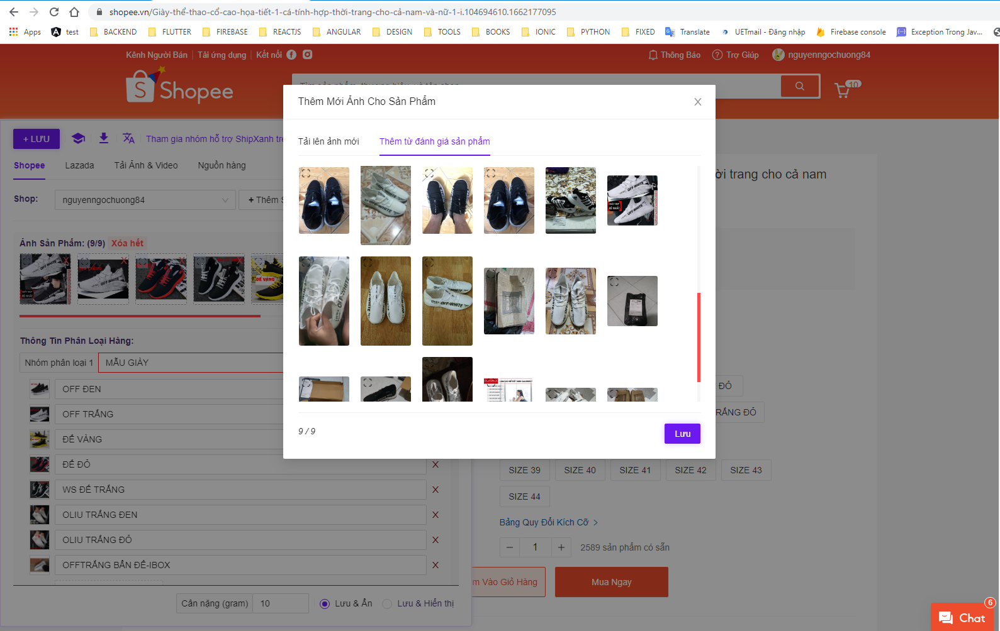 shopee.vn/Giày-thể-thao-cổ-cao-họa-tiết-1-cá-tính-hợp-thời-trang-cho-cả-nam-và-nữ-1-i.104694610.1662177095
Apps test BACKEND FLUTTER FIREBASE REACTJS ANGULAR DESIGN TOOLS BOOKS IONIC PYTHON FIXED Translate UETmail - Đăng nhập Firebase console Exception Trong Jav...
Kênh Người Bán Tải ứng dụng Kết nối Thông Báo Trợ Giúp nguyenngochuong84
Shopee
10
Thêm Mới Ảnh Cho Sản Phẩm
+ LƯU
Tham gia nhóm hỗ trợ ShipXanh
Tải lên ảnh mới Thêm từ đánh giá sản phẩm
Shopee Lazada Tải Ảnh & Video Nguồn hàng
ời trang cho cả nam
Shop: nguyenngochuong84 + Thêm
Ảnh Sản Phẩm: (9/9) Xóa hết
OFF-WHITE
ĐẾ VÀNG
Thông Tin Phân Loại Hàng:
Nhóm phân loại 1 MẪU GIÀY
OFF ĐEN
ĐỎ
OFF TRẮNG
RẮNG ĐỎ
ĐẾ VÀNG
9 / 9
Lưu
ĐẾ ĐỎ X
WS ĐẾ TRẮNG X
OLIU TRẮNG ĐEN X
OLIU TRẮNG ĐỎ X
OFFTRẮNG BẢN ĐẾ-IBOX X
SIZE 39 SIZE 40 SIZE 41 SIZE 42 SIZE 43
SIZE 44
Bảng Quy Đổi Kích Cỡ
1 2589 sản phẩm có sẵn
m Vào Giỏ Hàng Mua Ngay
Cân nặng (gram) 10 Lưu & Ẩn Lưu & Hiển thị
6
Chat